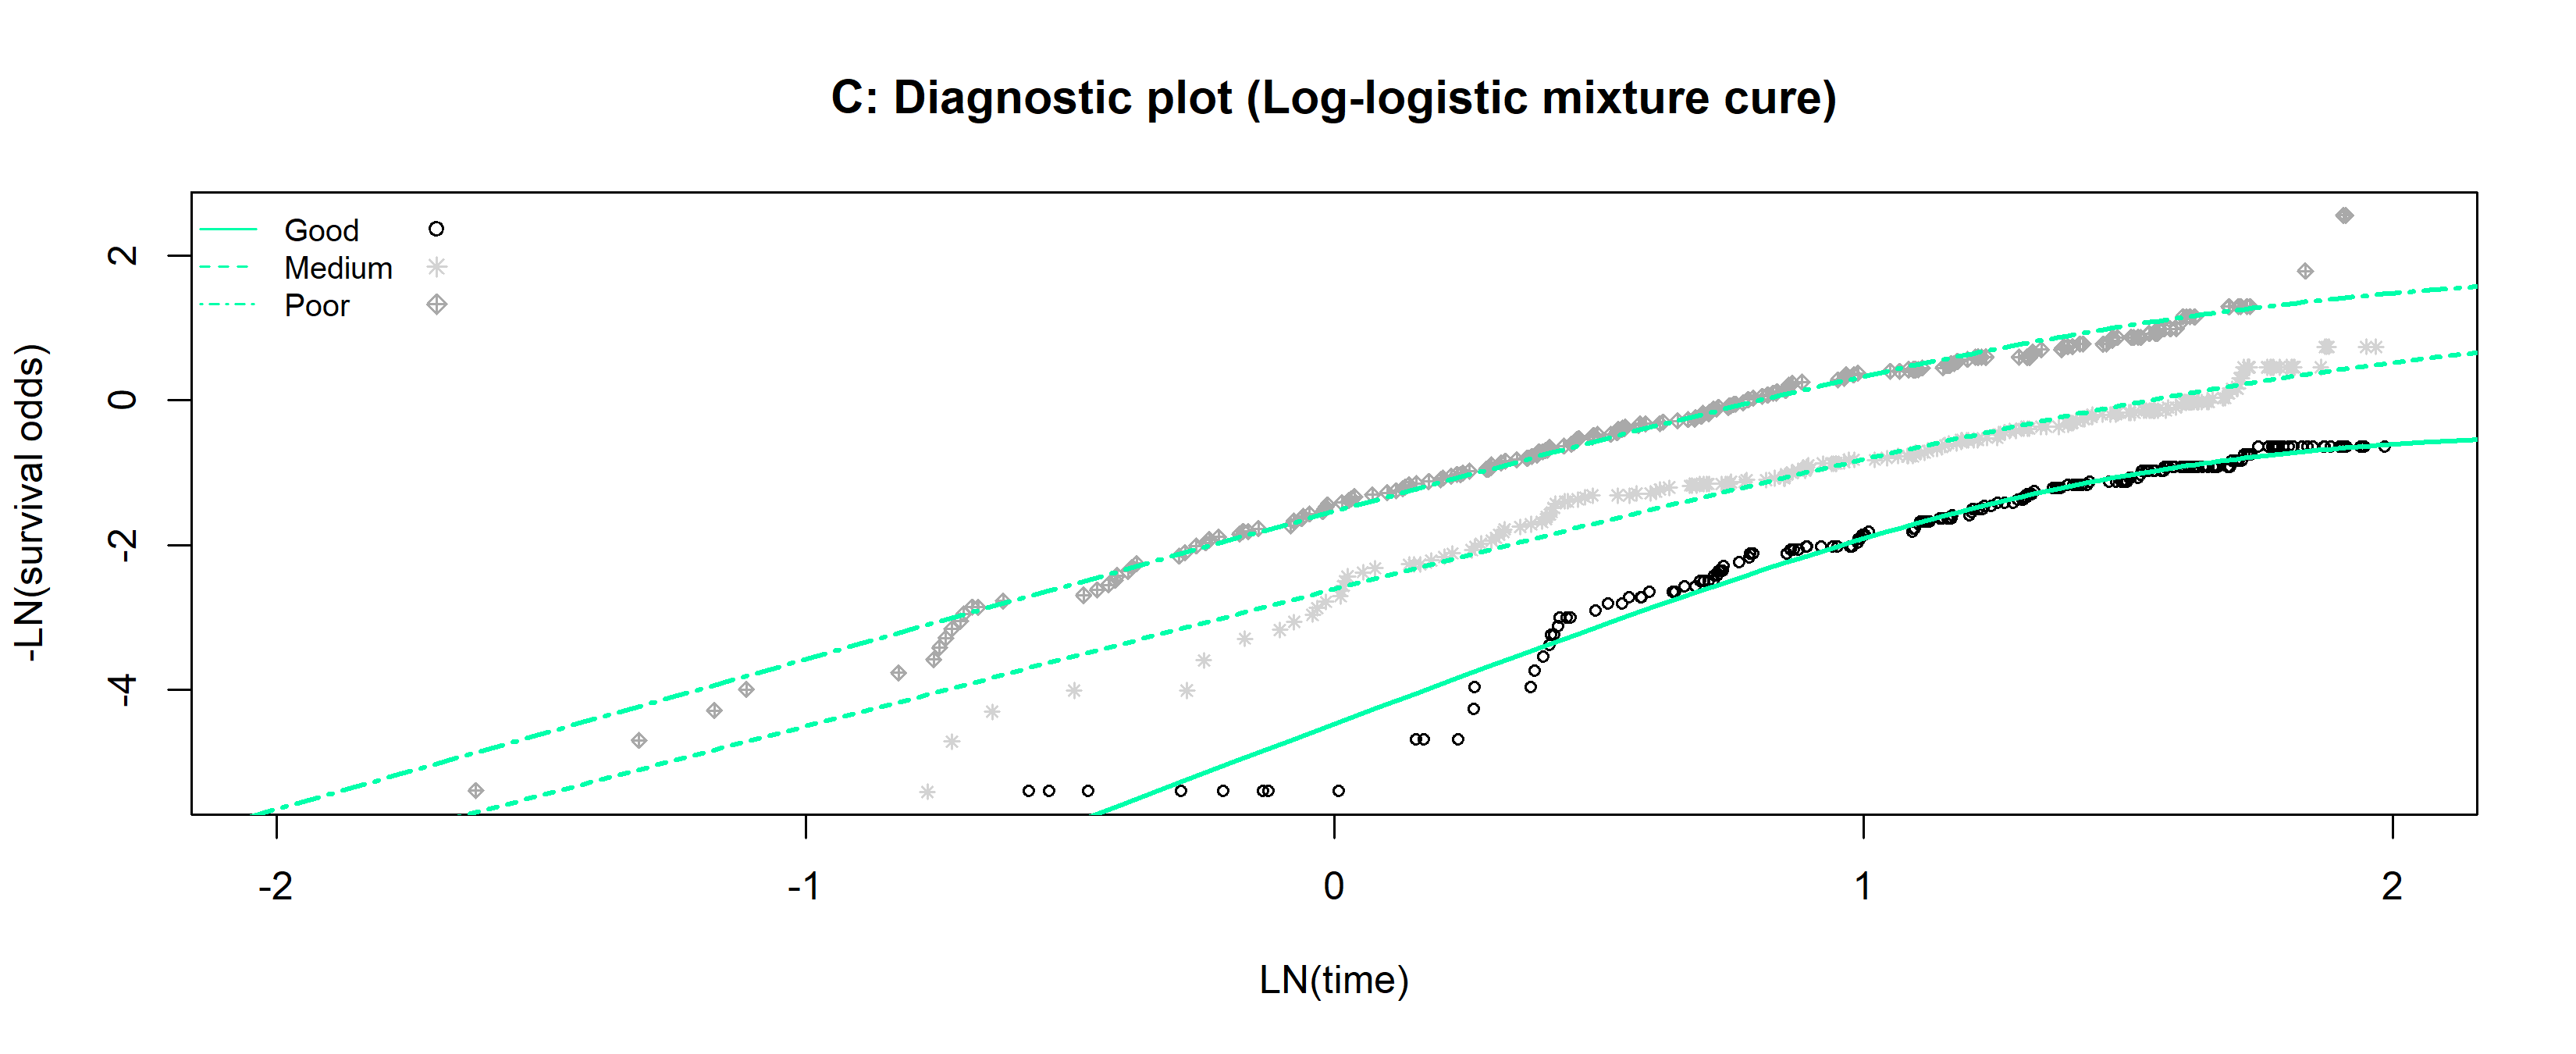 C: Diagnostic plot (Log-logistic mixture cure)
Good
Medium
Poor
-LN(survival odds)
2
0
-2
-4
-2 -1 0 1 2
LN(time)